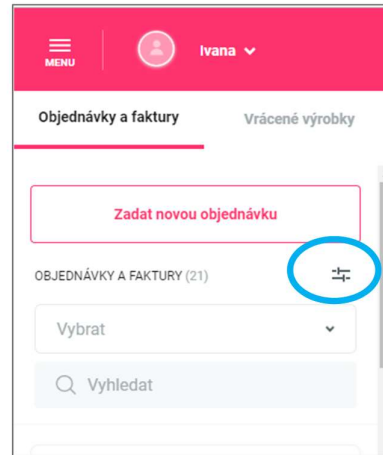 MENU
Ivana
Objednávky a faktury
Vrácené výrobky
Zadat novou objednávku
OBJEDNÁVKY A FAKTURY (21)
Vybrat
Vyhledat